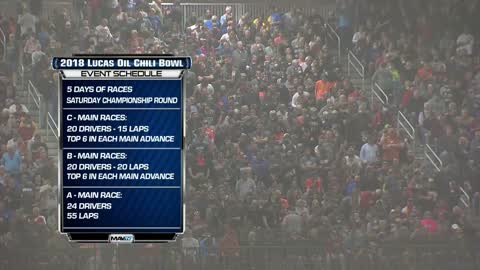 2018 LUCAS OIL CHILI BOWL
EVENT SCHEDULE
5 DAYS OF RACES
SATURDAY CHAMPIONSHIP ROUND
C - MAIN RACES:
20 DRIVERS - 15 LAPS
TOP 6 IN EACH MAIN ADVANCE
B - MAIN RACES:
20 DRIVERS - 20 LAPS
TOP 6 IN EACH MAIN ADVANCE
A - MAIN RACE:
24 DRIVERS
55 LAPS
MAVTV